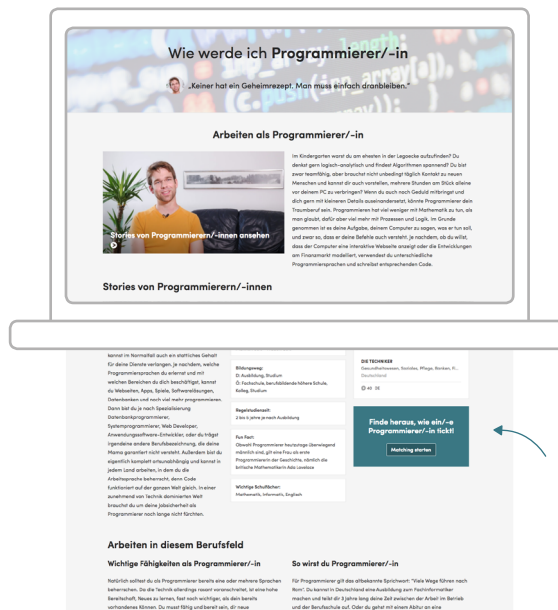 Wie werde ich Programmierer/-in
„Keiner hat ein Geheimrezept. Man muss einfach dranbleiben."
Arbeiten als Programmierer/-in
Im Kindergarten warst du am ehesten in der Legoecke aufzufinden? Du
denkst gern logisch-analytisch und findest Algorithmen spannend? Du bist
zwar teamfähig, aber brauchst nicht unbedingt täglich Kontakt zu neuen
Menschen und kannst dir auch vorstellen, mehrere Stunden am Stück alleine
vor deinem PC zu verbringen? Wenn du auch noch Geduld mitbringst und
dich gern mit kleineren Details auseinandersetzt, könnte Programmierer dein
Traumberuf sein. Programmieren hat viel weniger mit Mathematik zu tun, als
man glaubt, dafür aber viel mehr mit Prozessen und Logik. Im Grunde
genommen ist es deine Aufgabe, deinem Computer zu sagen, was er tun soll,
und zwar so, dass er deine Befehle auch versteht. Je nachdem, ob du willst,
dass der Computer eine interaktive Webseite anzeigt oder die Entwicklungen
am Finanzmarkt modelliert, verwendest du unterschiedliche
Programmiersprachen und schreibst entsprechenden Code.
Stories von Programmierern/-innen ansehen
Stories von Programmierern/-innen
kannst im Normalfall auch ein stattliches Gehalt
für deine Dienste verlangen, je nachdem, welche
Programmiersprachen du erlernst und mit
welchen Bereichen du dich beschäftigst, kannst
du Webseiten, Apps, Spiele, Softwarelösungen,
Datenbanken und noch viel mehr programmieren.
Dann bist du je nach Spezialisierung
Datenbankprogrammierer,
Systemprogrammierer, Web Developer,
Anwendungssoftware-Entwickler, oder du trägst
irgendeine andere Berufsbezeichnung, die deine
Mama garantiert nicht versteht. Außerdem bist du
eigentlich komplett ortsunabhängig und kannst in
jedem Land arbeiten, in dem du die
Arbeitssprache beherrschst, denn Code
funktioniert auf der ganzen Welt gleich. In einer
zunehmend von Technik dominierten Welt
brauchst du um deine Jobsicherheit als
Programmierer noch lange nicht fürchten.
Bildungsweg:
D: Ausbildung, Studium
Ö: Fachschule, berufsbildende höhere Schule,
Kolleg, Studium
Regelstudienzeit:
2 bis 5 Jahre je nach Ausbildung
Fun Fact:
Obwohl Programmierer heutzutage überwiegend
männlich sind, gilt eine Frau als erste
Programmiererin der Geschichte, nämlich die
britische Mathematikerin Ada Lovelace
Wichtige Schulfächer:
Mathematik, Informatik, Englisch
DIE TECHNIKER
Gesundheitswesen, Soziales, Pflege, Banken, V...
Deutschland
Finde heraus, wie ein/-e
Programmierer/-in tickt!
Matching starten
Arbeiten in diesem Berufsfeld
Wichtige Fähigkeiten als Programmierer/-in
Natürlich solltest du als Programmierer bereits eine oder mehrere Sprachen
beherrschen. Da die Technik allerdings rasant voranschreitet, ist eine hohe
Bereitschaft, Neues zu lernen, fast noch wichtiger, als dein bereits
vorhandenes Können. Du musst fähig und bereit sein, dir neue
So wirst du Programmierer/-in
Für Programmierer gilt das altbekannte Sprichwort: "Viele Wege führen nach
Rom". Du kannst in Deutschland eine Ausbildung zum Fachinformatiker
machen und teilst dir 3 Jahre lang deine Zeit zwischen der Arbeit im Betrieb
und der Berufsschule auf. Oder du gehst mit einem Abitur an eine